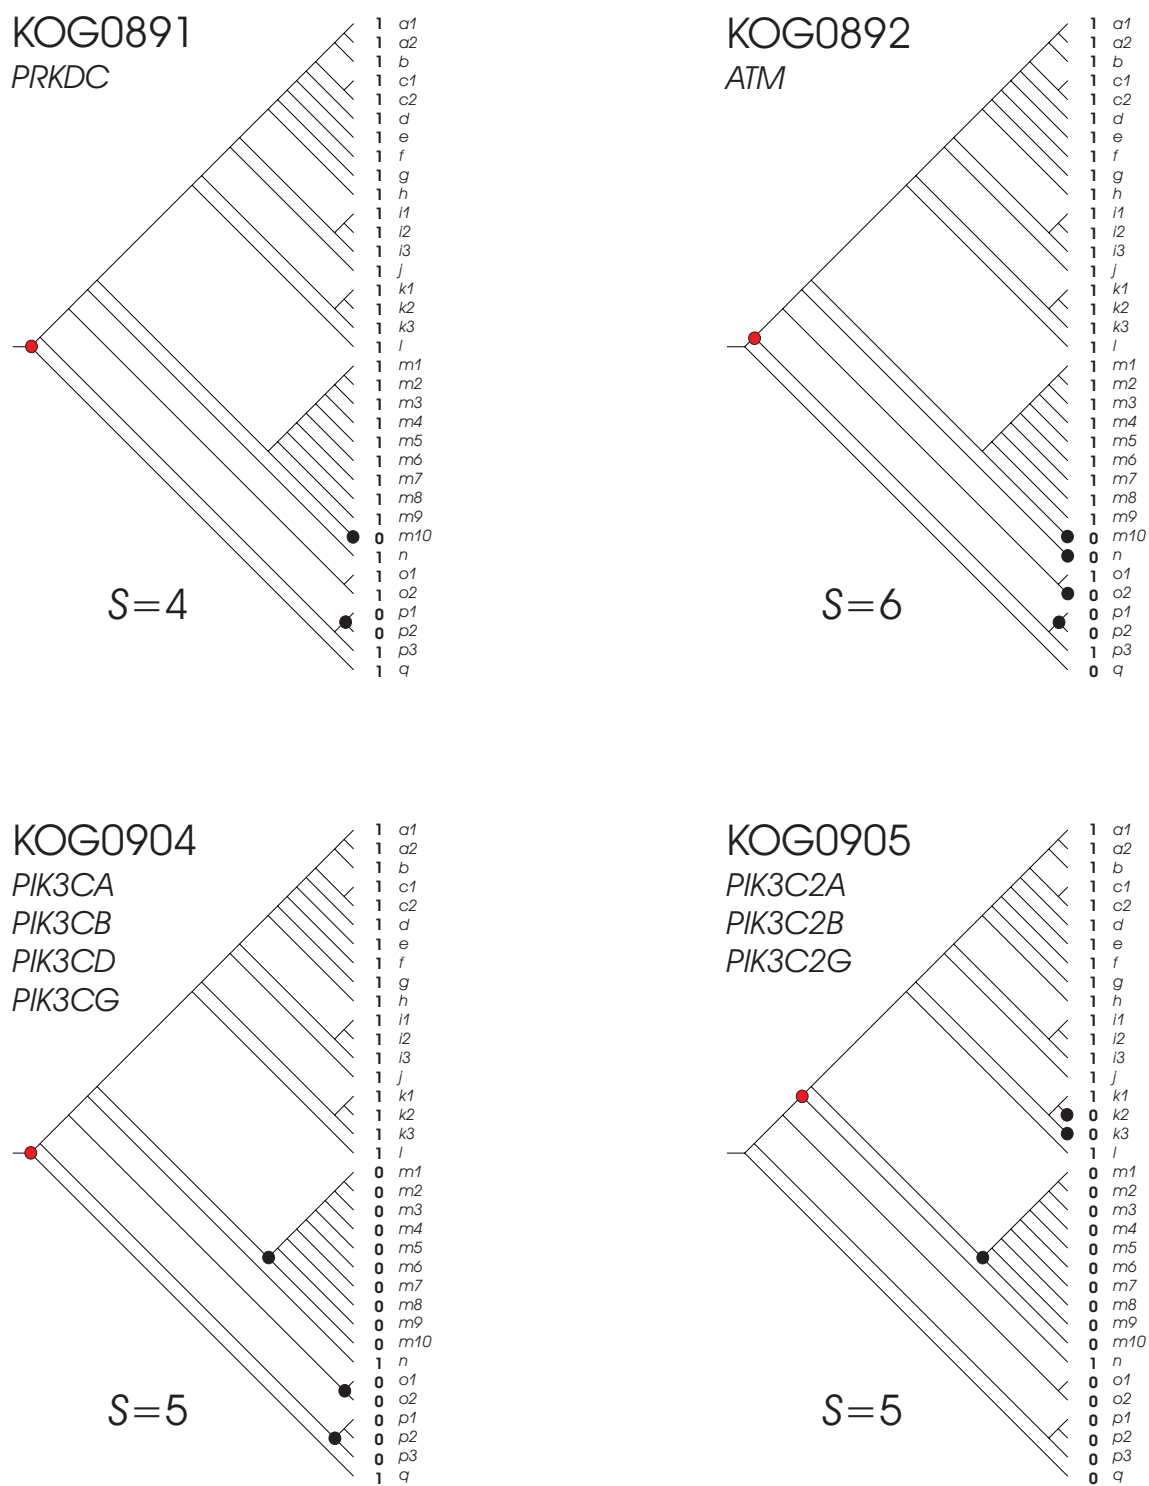 KOG0891
PRKDC
1 a1
1 a2
1 b
1 c1
1 c2
1 d
1 e
1 f
1 g
1 h
1 i1
1 i2
1 i3
1 j
1 k1
1 k2
1 k3
1 l
1 m1
1 m2
1 m3
1 m4
1 m5
1 m6
1 m7
1 m8
1 m9
0 m10
1 n
1 o1
1 o2
0 p1
0 p2
1 p3
1 q
S=4
KOG0892
ATM
1 a1
1 a2
1 b
1 c1
1 c2
1 d
1 e
1 f
1 g
1 h
1 i1
1 i2
1 i3
1 j
1 k1
1 k2
1 k3
1 l
1 m1
1 m2
1 m3
1 m4
1 m5
1 m6
1 m7
1 m8
1 m9
0 m10
0 n
1 o1
0 o2
0 p1
0 p2
1 p3
0 q
S=6
KOG0904
PIK3CA
PIK3CB
PIK3CD
PIK3CG
1 a1
1 a2
1 b
1 c1
1 c2
1 d
1 e
1 f
1 g
1 h
1 i1
1 i2
1 i3
1 j
1 k1
1 k2
1 k3
1 l
0 m1
0 m2
0 m3
0 m4
0 m5
0 m6
0 m7
0 m8
0 m9
0 m10
1 n
0 o1
0 o2
0 p1
0 p2
0 p3
1 q
S=5
KOG0905
PIK3C2A
PIK3C2B
PIK3C2G
1 a1
1 a2
1 b
1 c1
1 c2
1 d
1 e
1 f
1 g
1 h
1 i1
1 i2
1 i3
1 j
1 k1
0 k2
0 k3
1 l
0 m1
0 m2
0 m3
0 m4
0 m5
0 m6
0 m7
0 m8
0 m9
0 m10
1 n
0 o1
0 o2
0 p1
0 p2
0 p3
0 q
S=5